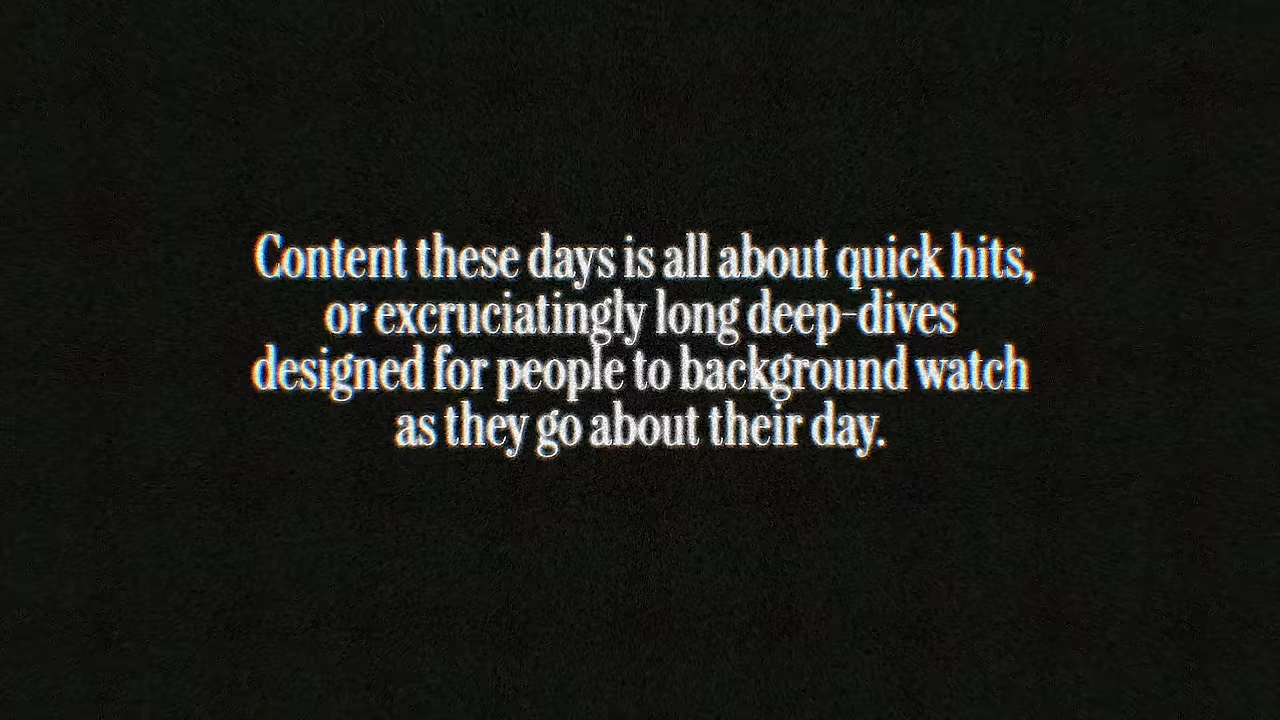 Content these days is all about quick hits,
or excruciatingly long deep-dives
designed for people to background watch
as they go about their day.